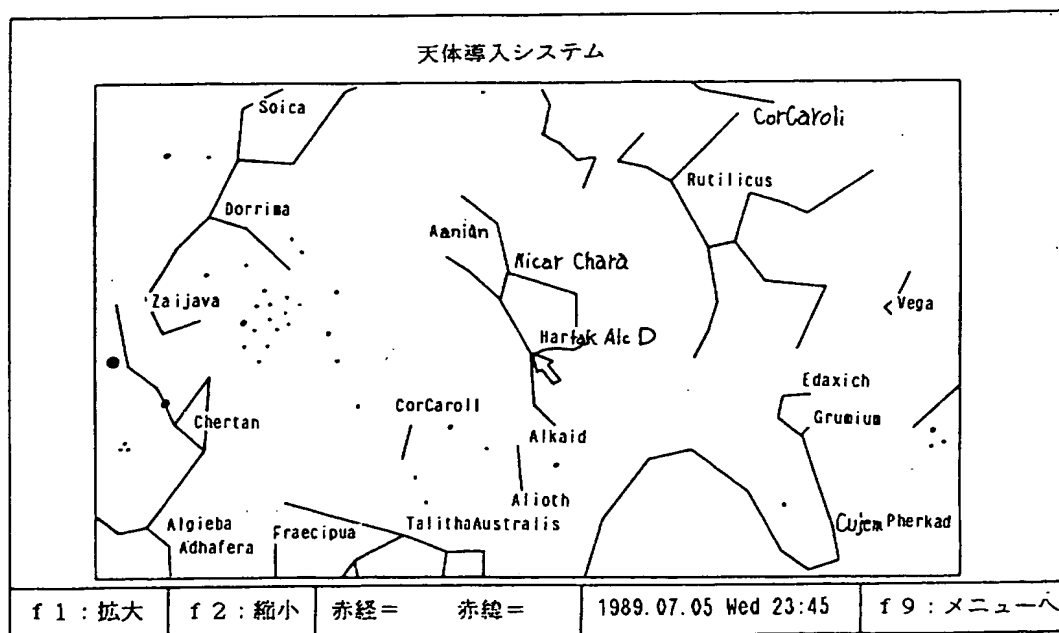 天体導入システム
Soica
CorCaroli
Rutilicus
Dorrima
Aanian
Micar Chara
Zaijava
Vega
Harlak Alc D
Edaxich
CorCaroll
Grumium
Chertan
Alkaid
Alioth
Algieba
Fraecipua
TalithaAustralis
Cujem Pherkad
Adhafera
f1:拡大
f2:縮小
赤経= 赤緯=
1989.07.05 Wed 23:45
f9:メニューへ